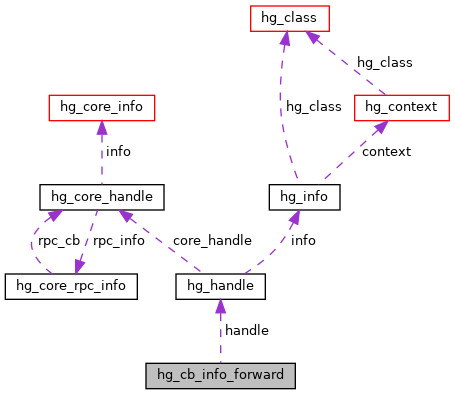 hg_class
hg_class
hg_core_info
hg_class
hg_context
info
context
hg_core_handle
hg_info
rpc_cb
rpc_info
core_handle
info
hg_core_rpc_info
hg_handle
handle
hg_cb_info_forward